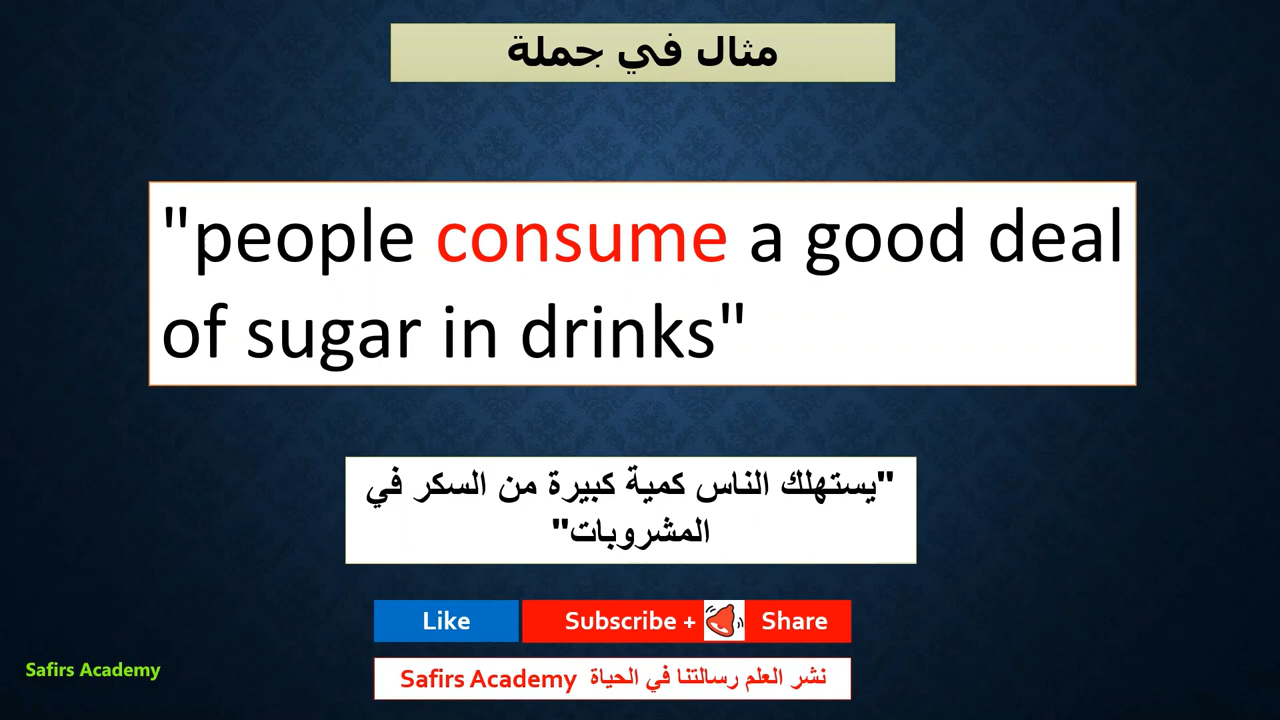 مثال في جملة
"people consume a good deal
of sugar in drinks"
"يستهلك الناس كمية كبيرة من السكر في
المشروبات"
Like
Subscribe + Share
Safirs Academy
Safirs Academy نشر العلم رسالتنا في الحياة